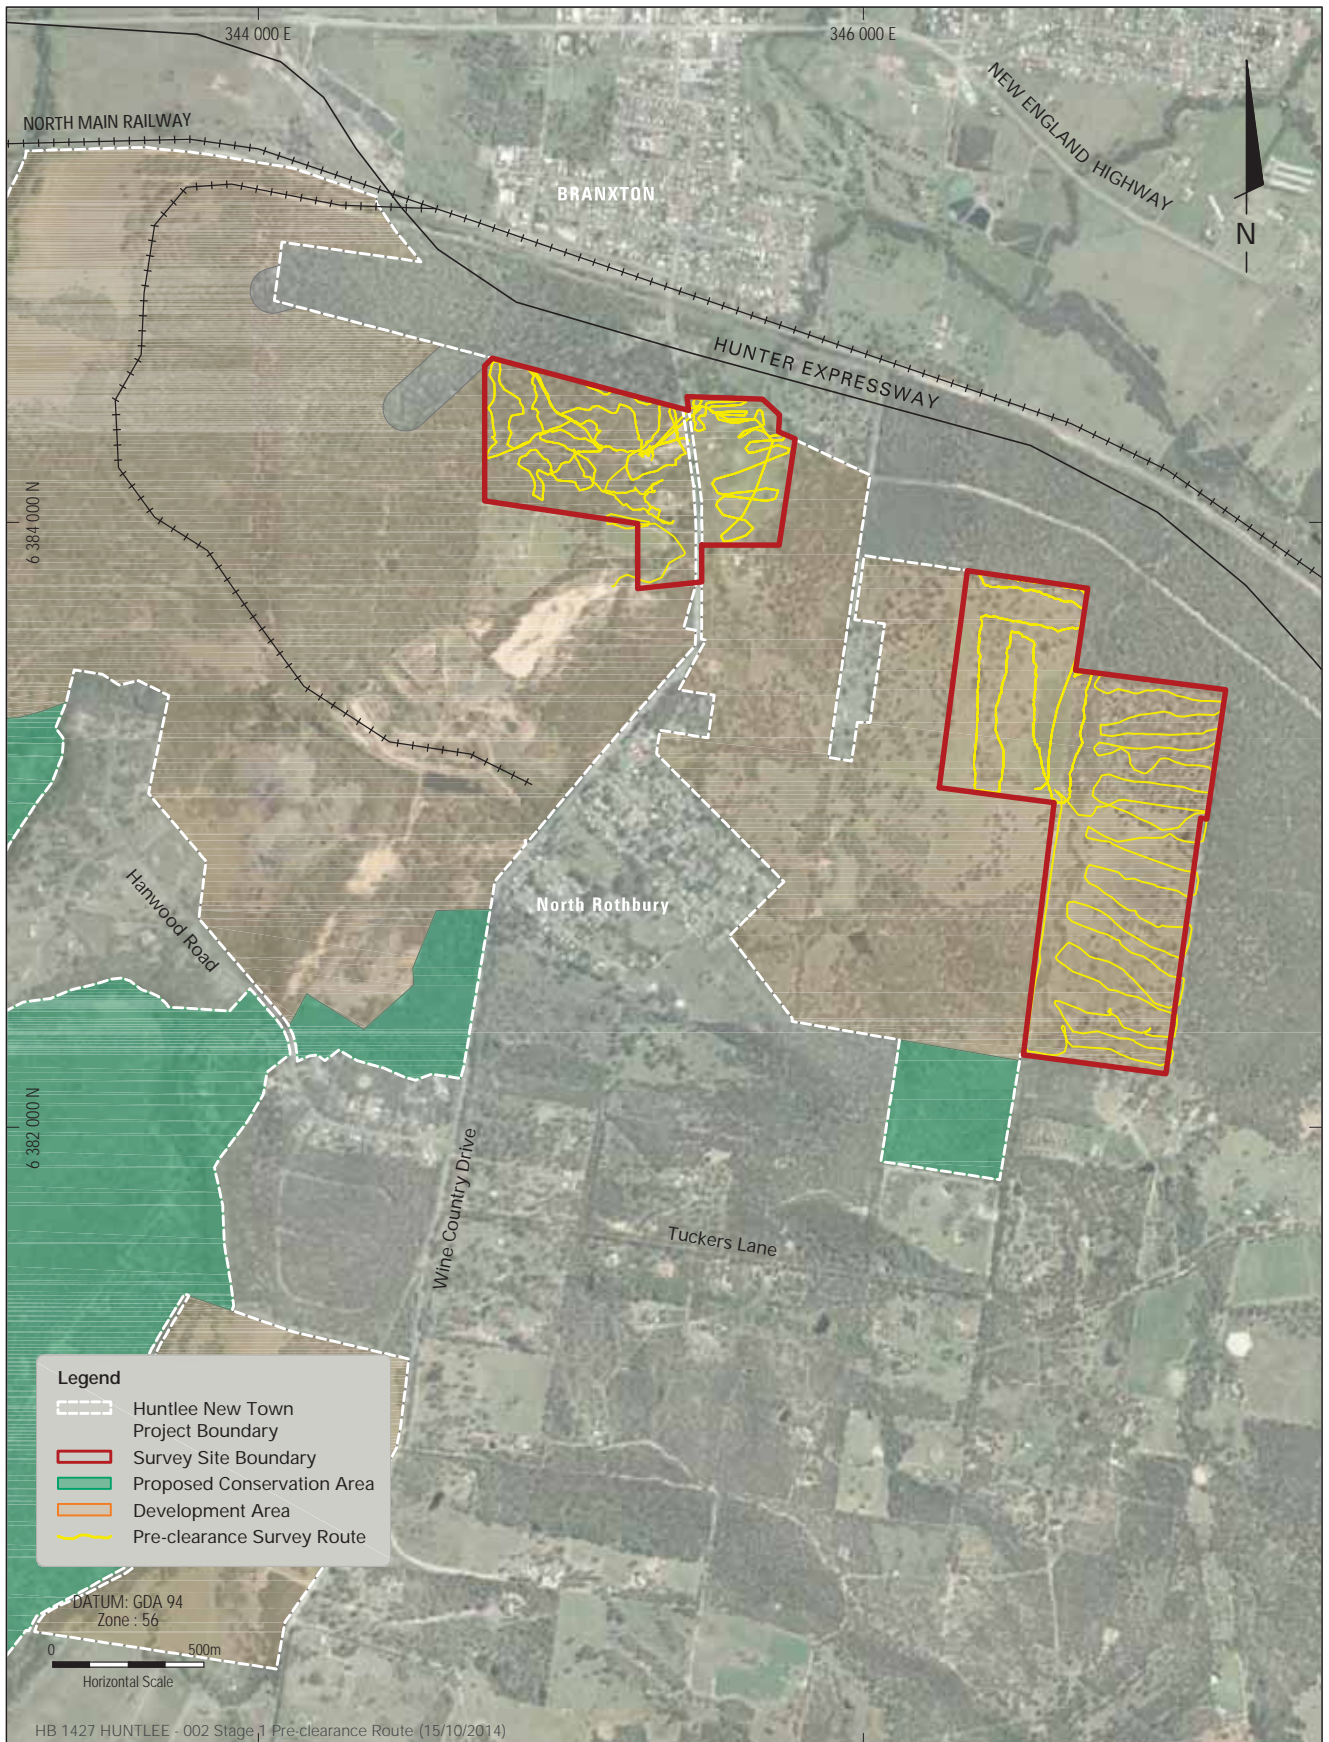 344 000 E
346 000 E
NEW ENGLAND HIGHWAY
NORTH MAIN RAILWAY
BRANXTON
N
HUNTER EXPRESSWAY
6 384 000 N
Hanwood Road
North Rothbury
6 382 000 N
Wine Country Drive
Tuckers Lane
Legend
Huntlee New Town
Project Boundary
Survey Site Boundary
Proposed Conservation Area
Development Area
Pre-clearance Survey Route
DATUM: GDA 94
Zone : 56
0 500m
Horizontal Scale
HB 1427 HUNTLEE - 002 Stage 1 Pre-clearance Route (15/10/2014)